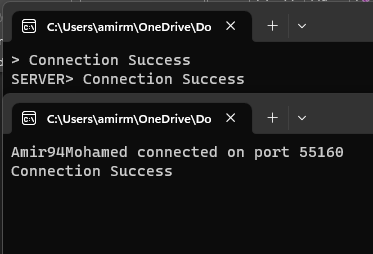 C:\Users\amirm\OneDrive\Do
> Connection Success
SERVER> Connection Success
C:\Users\amirm\OneDrive\Do
Amir94Mohamed connected on port 55160
Connection Success